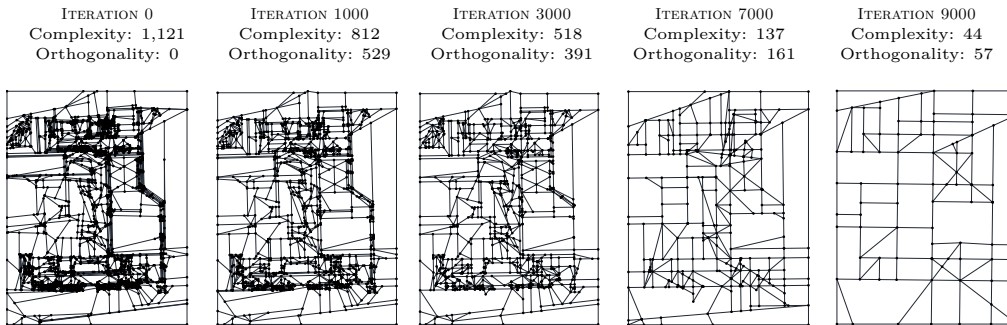 ITERATION 0
Complexity: 1,121
Orthogonality: 0
ITERATION 1000
Complexity: 812
Orthogonality: 529
ITERATION 3000
Complexity: 518
Orthogonality: 391
ITERATION 7000
Complexity: 137
Orthogonality: 161
ITERATION 9000
Complexity: 44
Orthogonality: 57